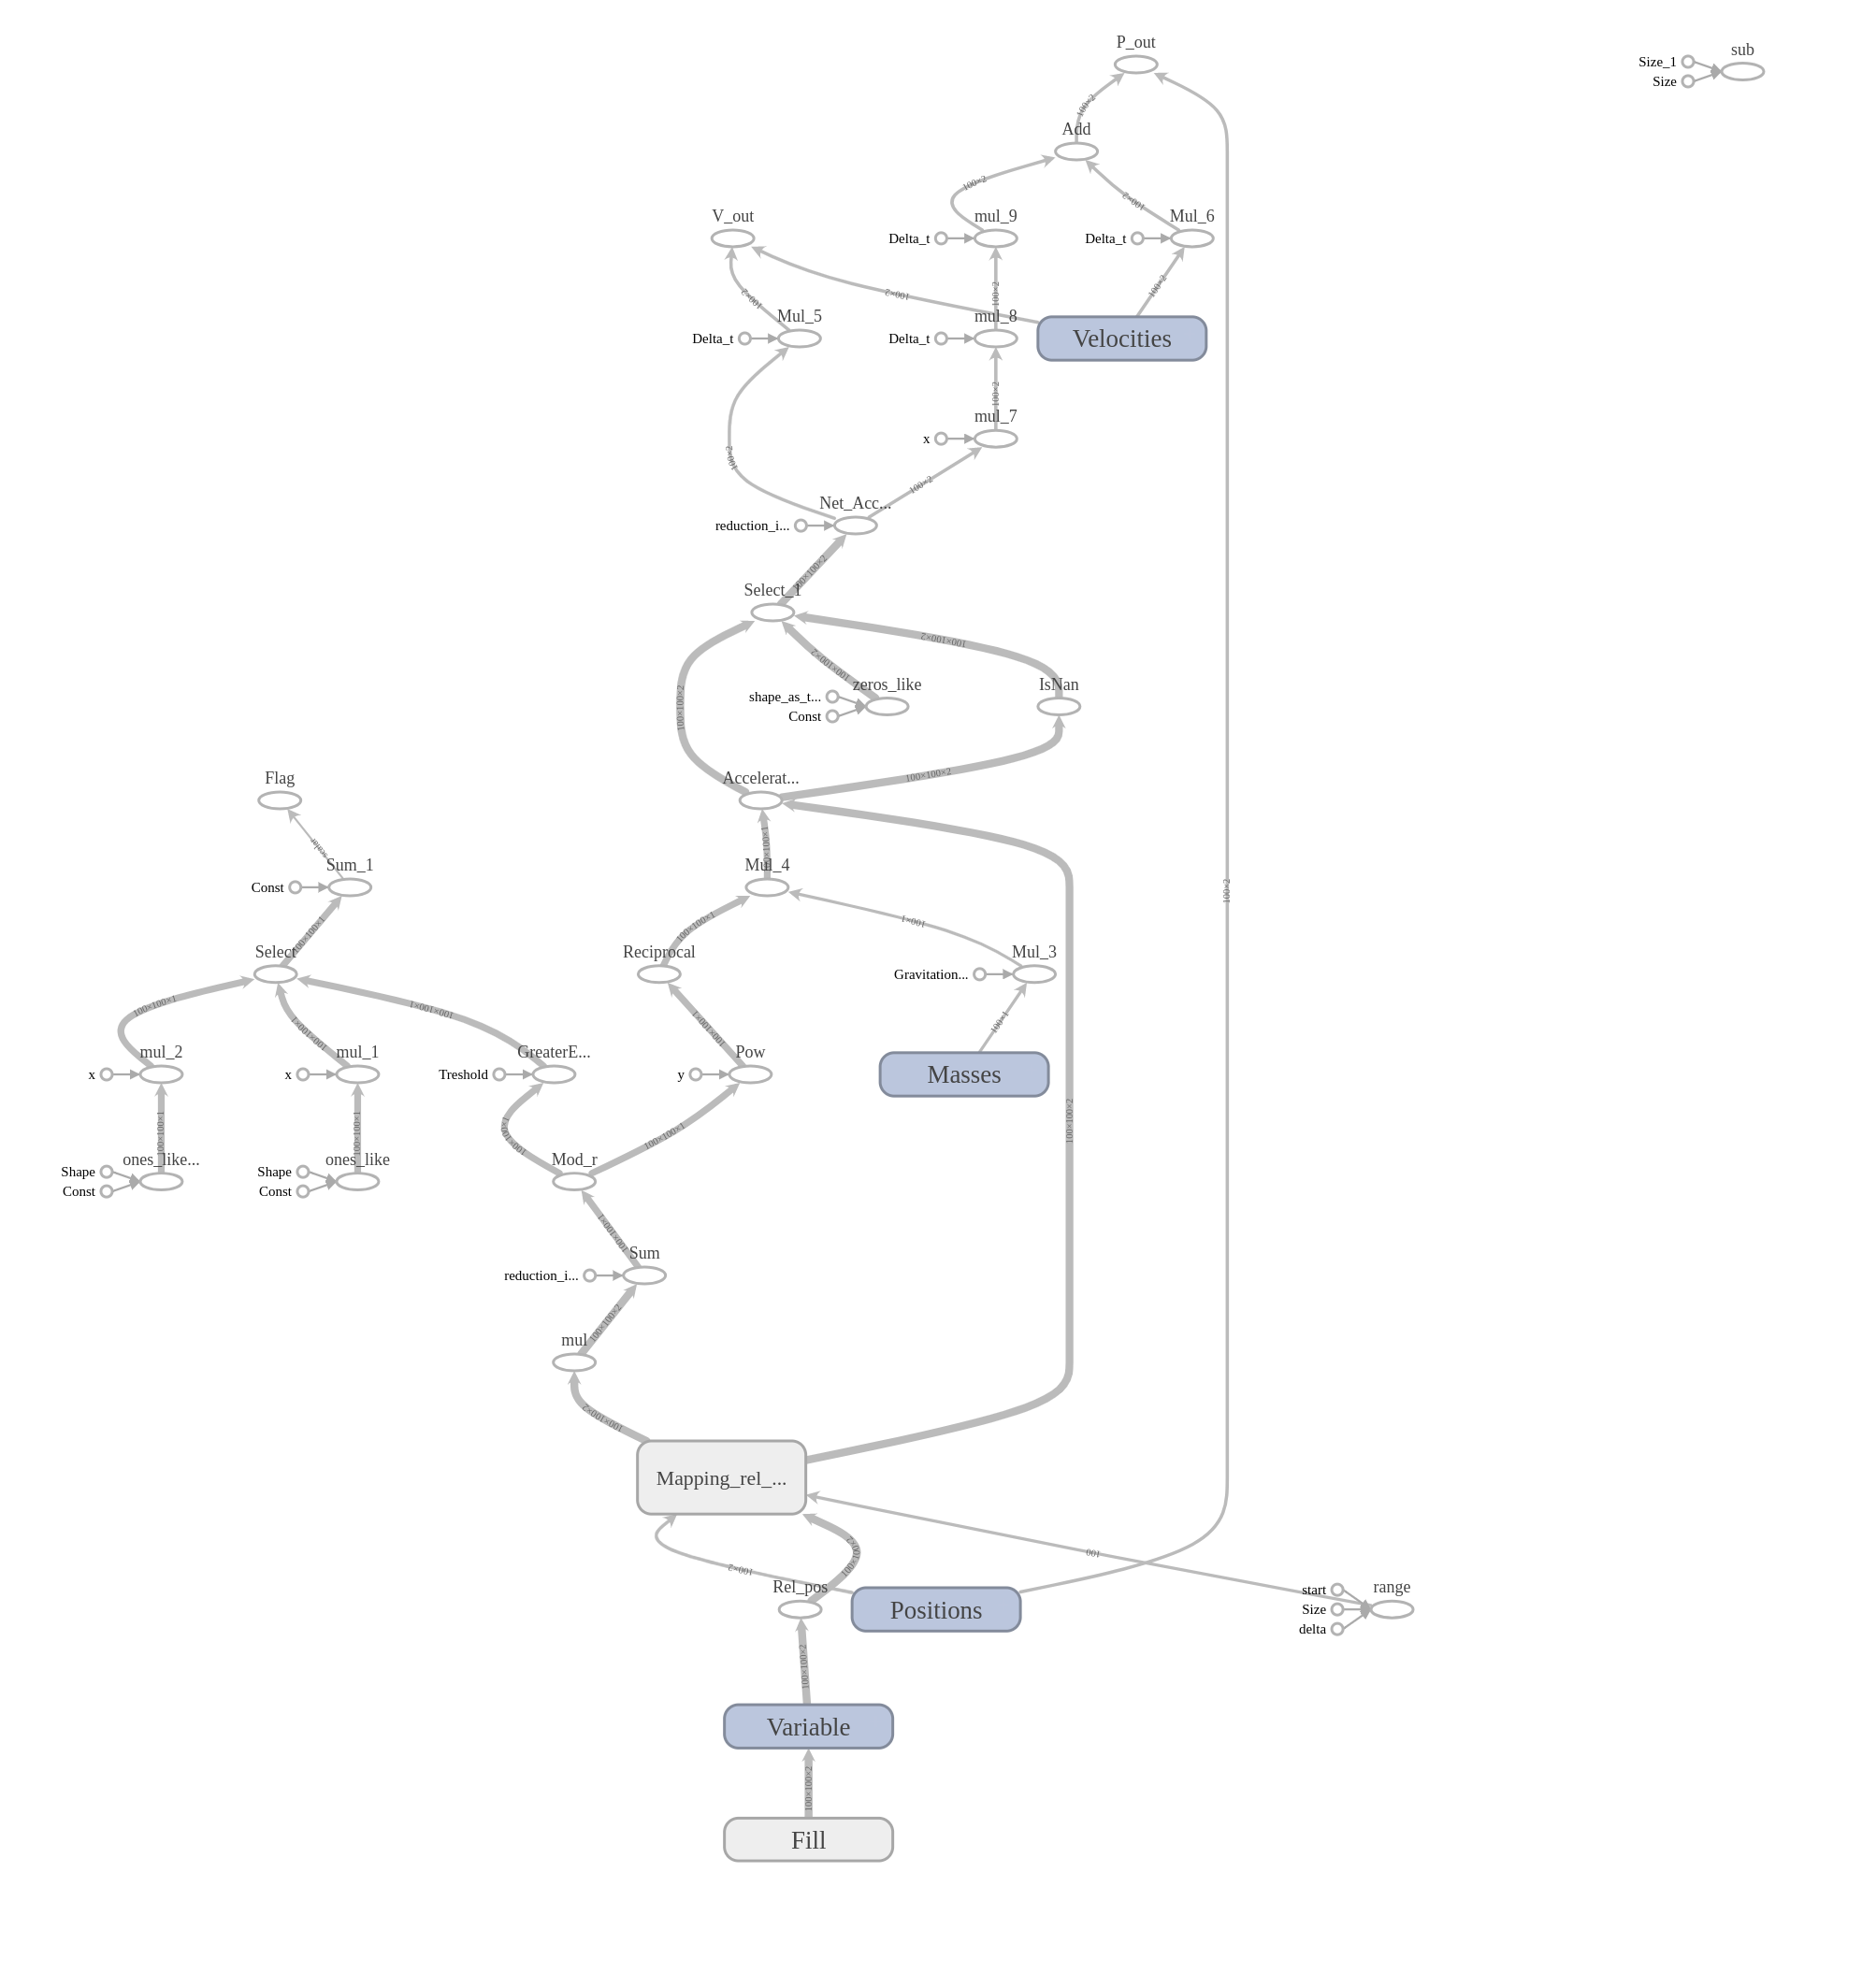 P_out
sub
Size_1
Size
100×2
Add
100×2
100×2
V_out
mul_9
Mul_6
Delta_t
Delta_t
100×2
100×2
100×2
100×2
Mul_5
mul_8
Velocities
Delta_t
Delta_t
100×2
mul_7
x
100×2
100×2
Net_Acc...
reduction_i...
100×100×2
Select_1
100×100×2
100×100×2
zeros_like
IsNan
shape_as_t...
Const
100×100×2
Flag
Accelerat...
100×100×2
scalar
100×100×1
Sum_1
Mul_4
Const
100×2
100×100×1
100×100×1
100×1
Select
Reciprocal
Mul_3
Gravitation...
100×100×1
100×100×1
100×100×1
100×100×1
100×1
mul_2
mul_1
GreaterE...
Pow
Masses
x
x
Treshold
y
100×100×1
100×100×1
100×100×1
100×100×1
100×100×2
ones_like...
ones_like
Mod_r
Shape
Const
Shape
Const
100×100×1
Sum
reduction_i...
100×100×2
mul
100×100×2
Mapping_rel_...
100×2
100×100×2
100
Rel_pos
Positions
range
start
Size
delta
100×100×2
Variable
100×100×2
Fill